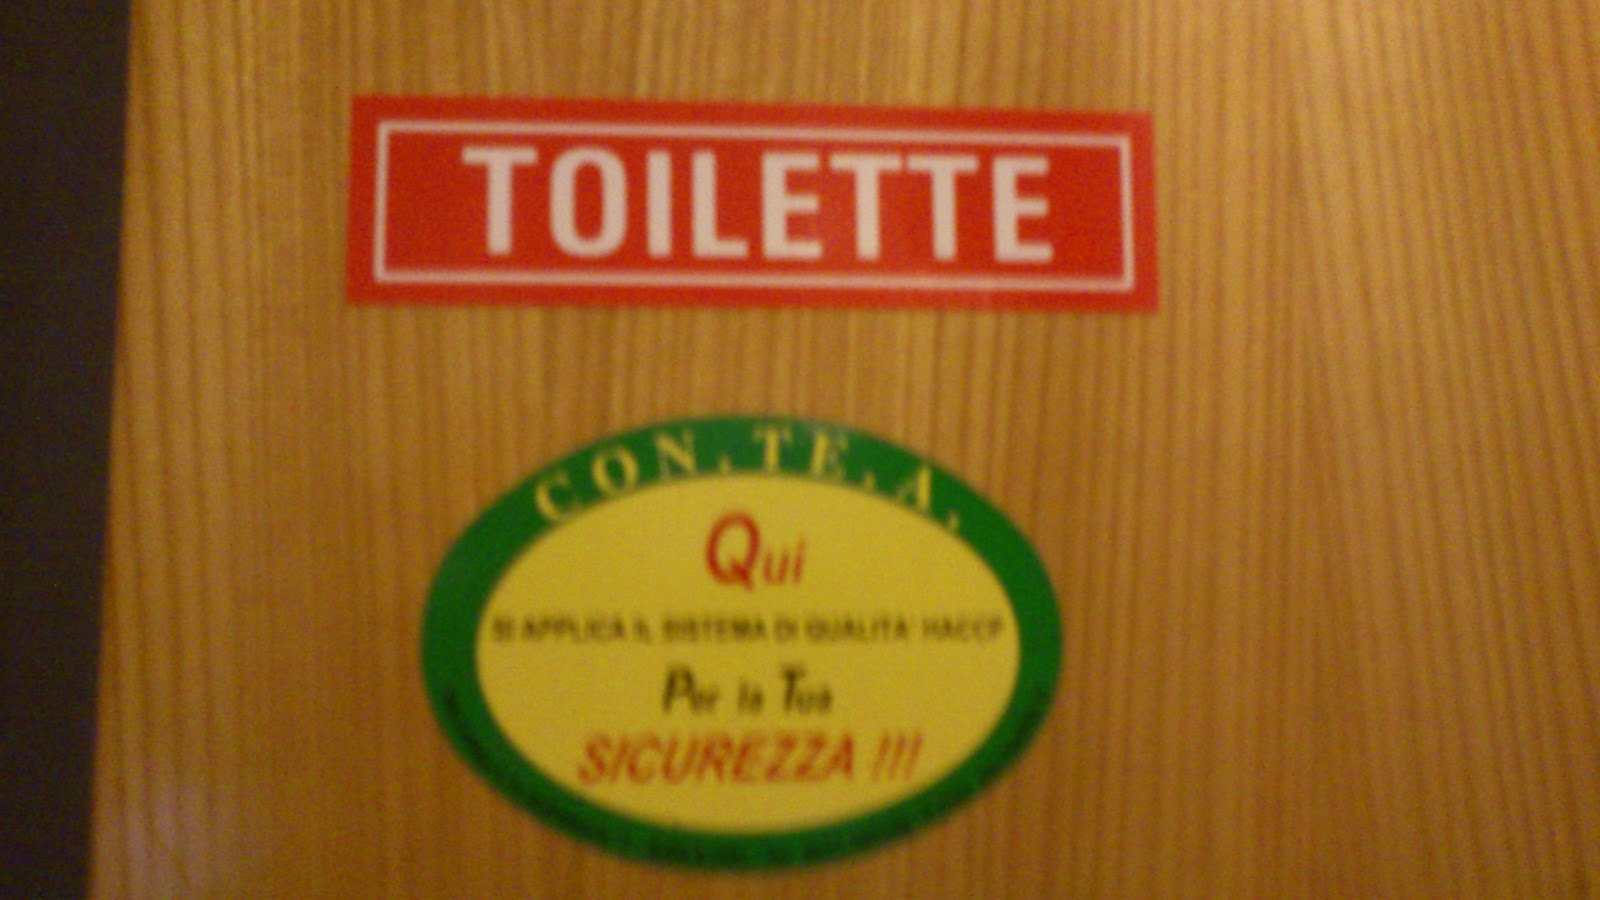 TOILETTE
CON.TE.A.
Qui
SI APPLICA IL SISTEMA DI QUALITA' HACCP
Per la Tua
SICUREZZA !!!